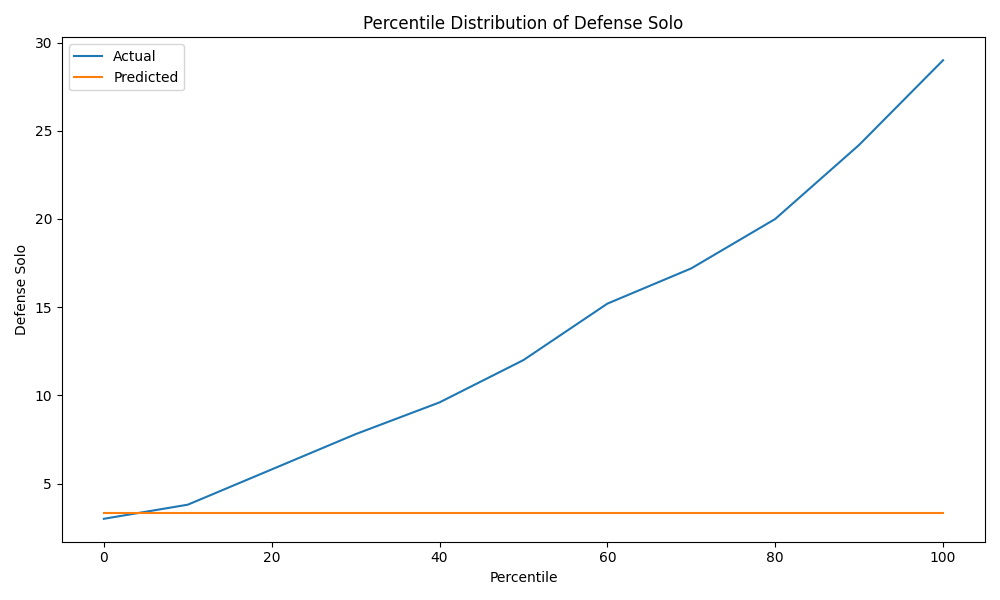 Percentile Distribution of Defense Solo
Actual
Predicted
30
25
20
15
10
5
Defense Solo
0 20 40 60 80 100
Percentile